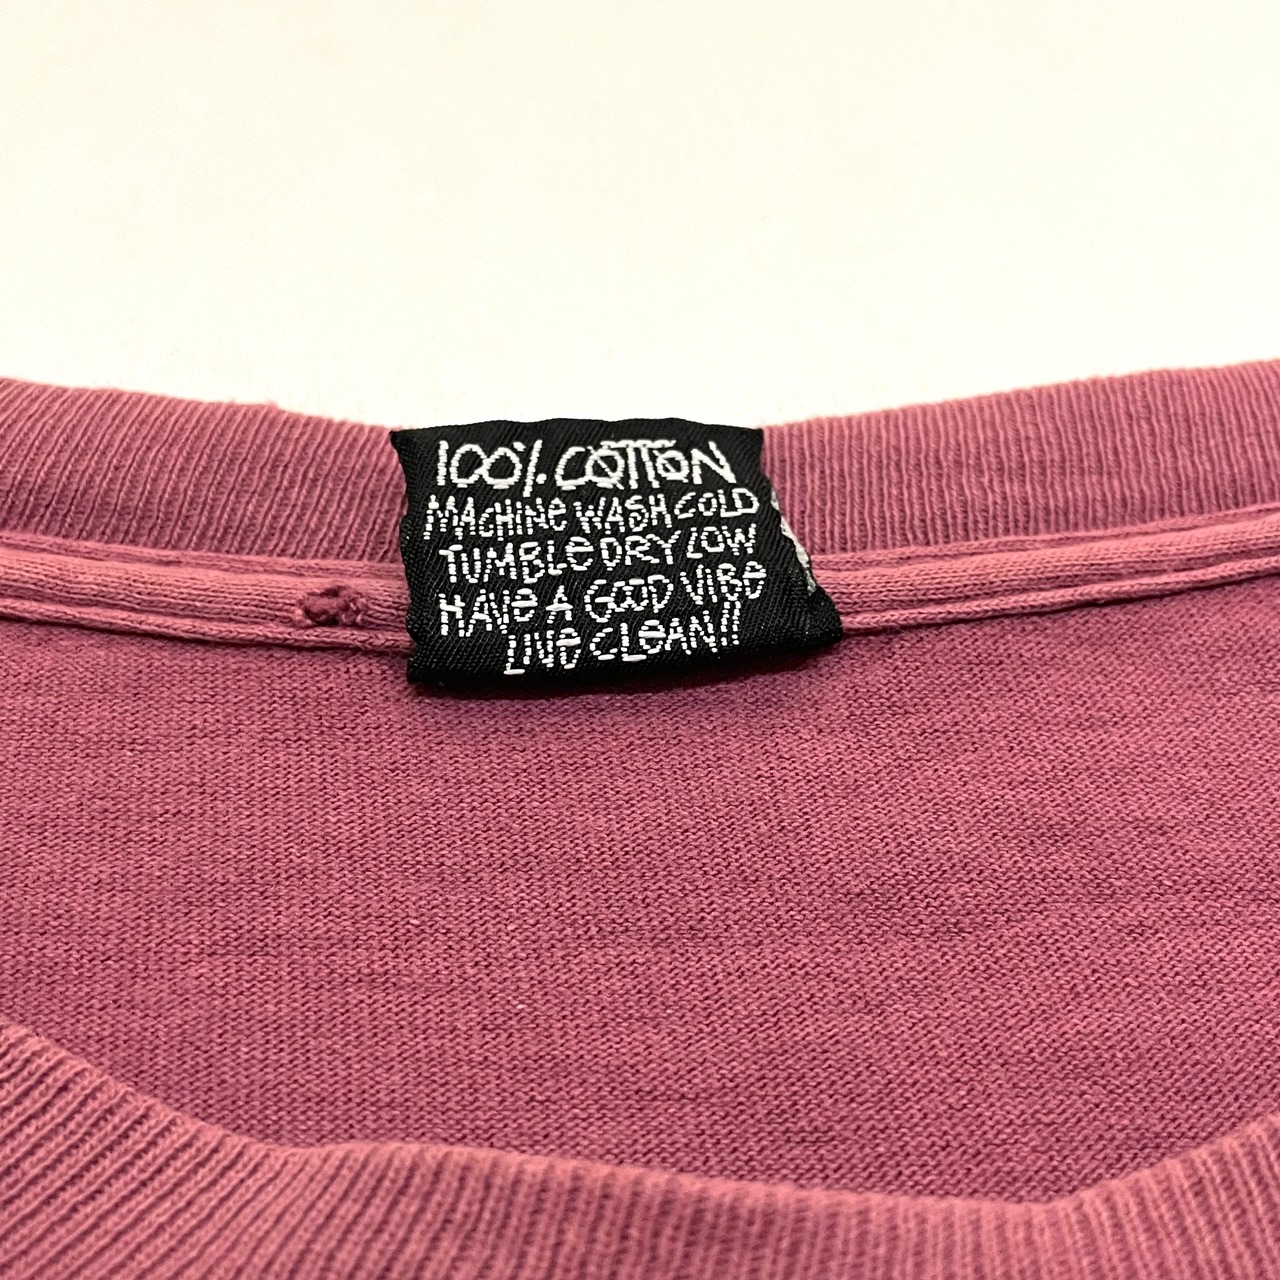 100% COTTON
MACHINE WASH COLD
TUMBLE DRY LOW
HAVE A GOOD VIBE
LIVE CLEAN!!